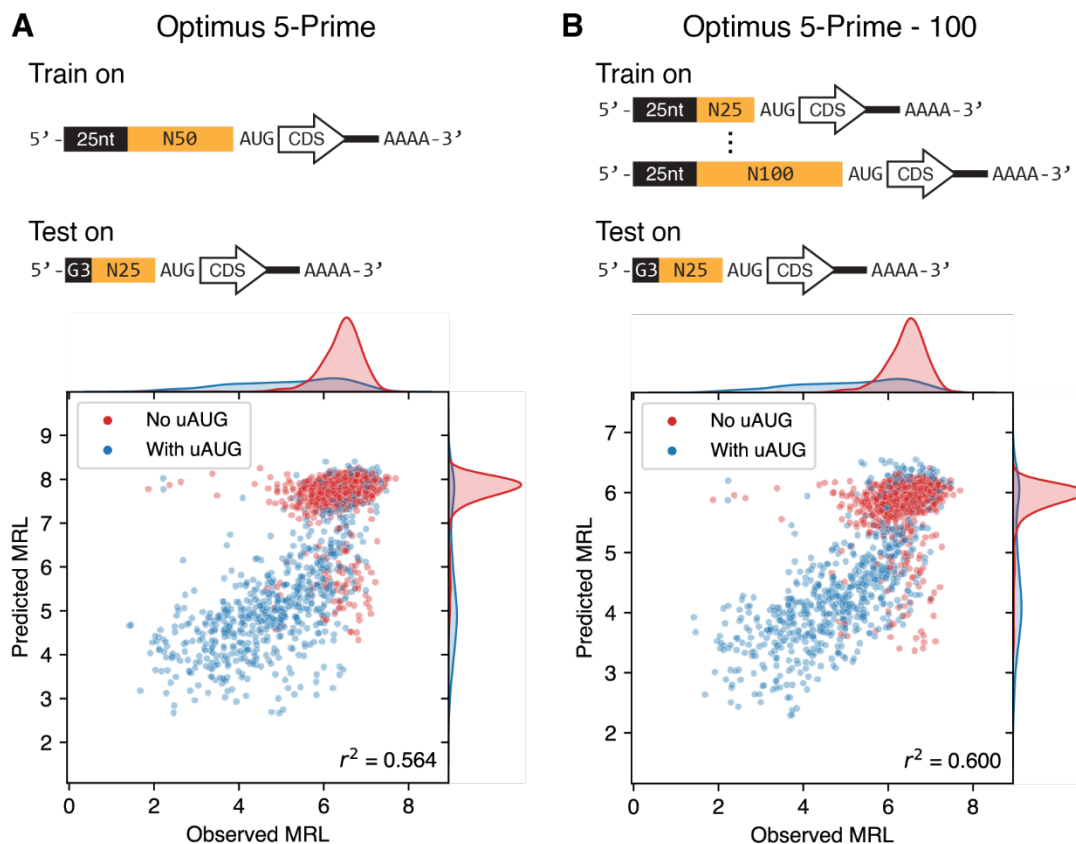 A Optimus 5-Prime
Train on
5’- 25nt N50 AUG CDS AAAA-3’
Test on
5’- G3 N25 AUG CDS AAAA-3’
No uAUG
With uAUG
9
8
7
6
5
4
3
2
Predicted MRL
r² = 0.564
0 2 4 6 8
Observed MRL
B Optimus 5-Prime - 100
Train on
5’- 25nt N25 AUG CDS AAAA-3’
⋮
5’- 25nt N100 AUG CDS AAAA-3’
Test on
5’- G3 N25 AUG CDS AAAA-3’
No uAUG
With uAUG
7
6
5
4
3
2
Predicted MRL
r² = 0.600
0 2 4 6 8
Observed MRL